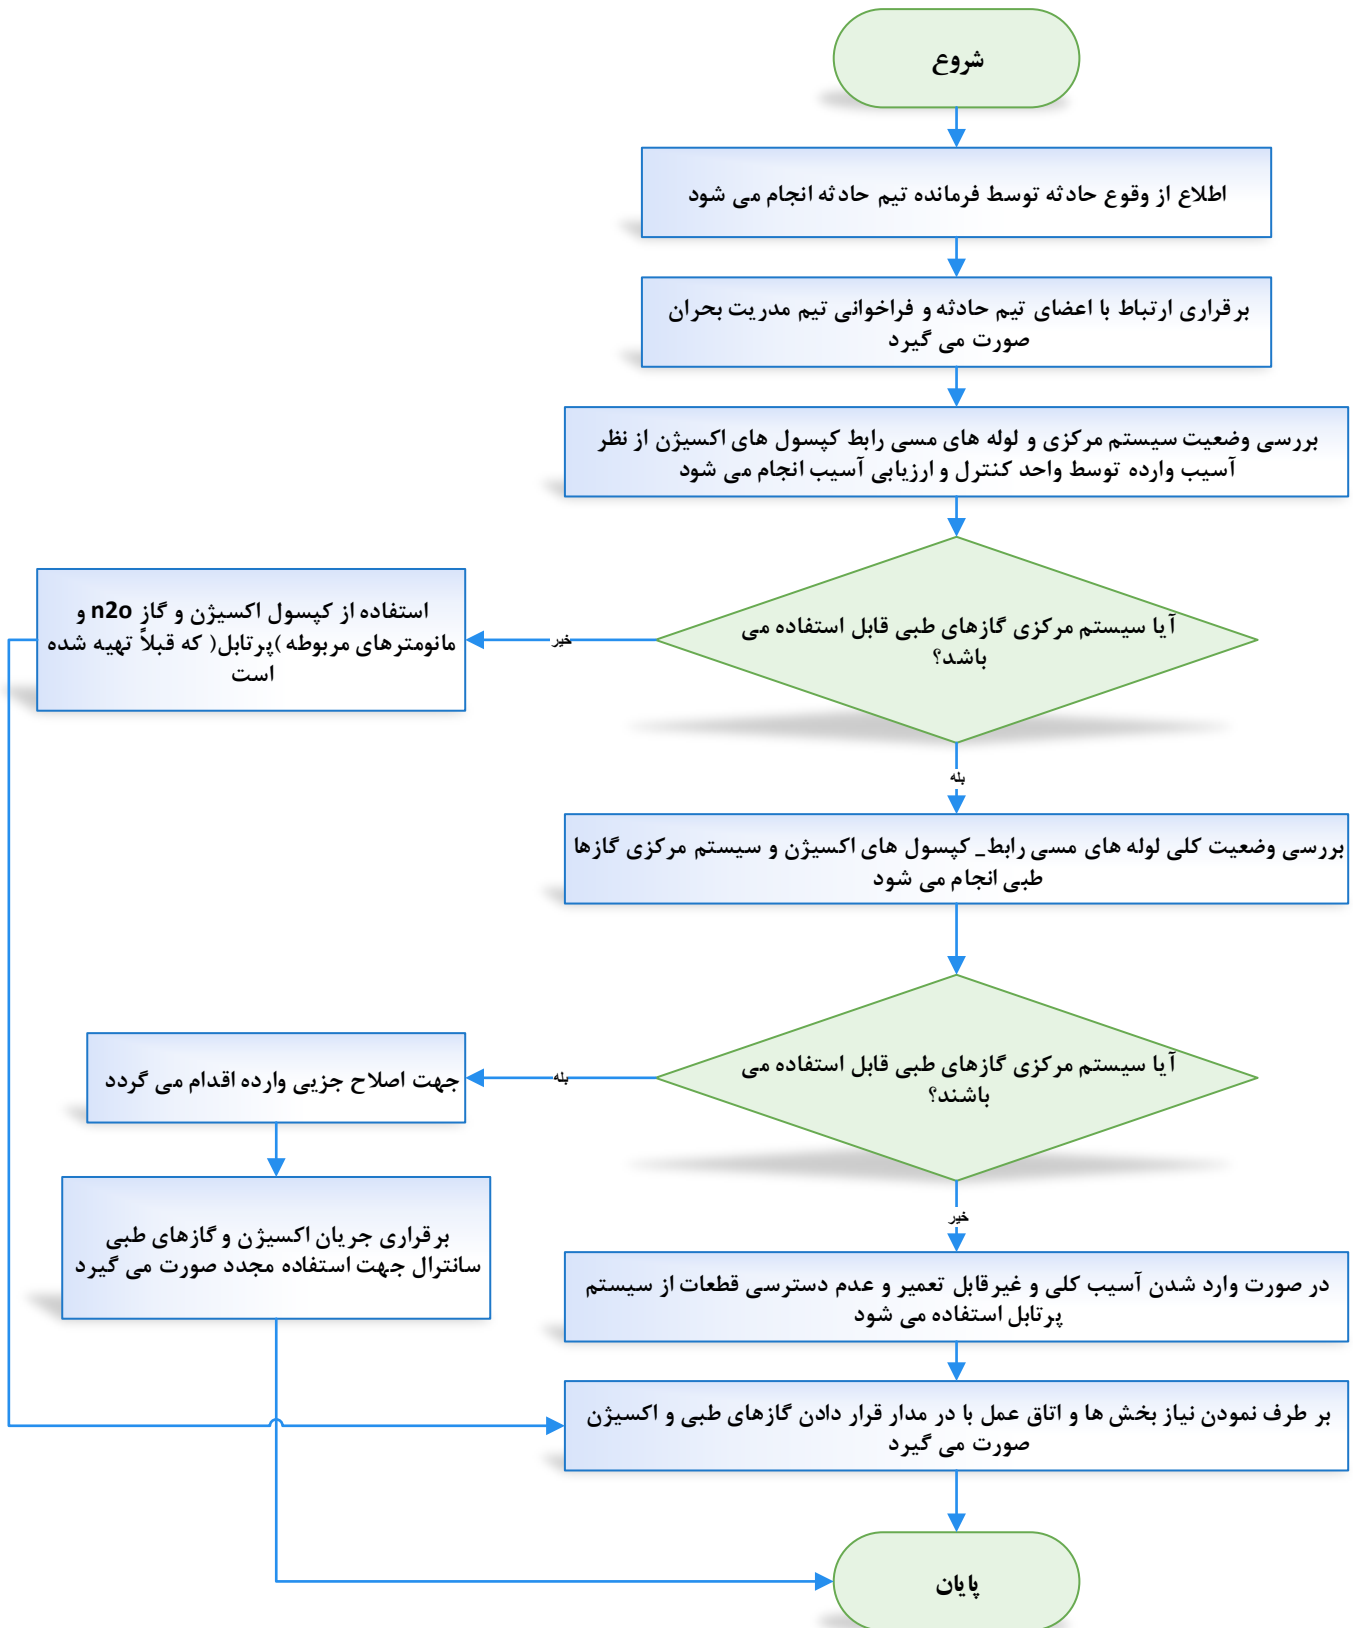 شروع
اطلاع از وقوع حادثه توسط فرمانده تیم حادثه انجام می شود
برقراری ارتباط با اعضای تیم حادثه و فراخوانی تیم مدریت بحران
صورت می گیرد
بررسی وضعیت سیستم مرکزی و لوله های مسی رابط کپسول های اکسیژن از نظر
آسیب وارده توسط واحد کنترل و ارزیابی آسیب انجام می شود
آیا سیستم مرکزی گازهای طبی قابل استفاده می
باشد؟
خیر
استفاده از کپسول اکسیژن و گاز n2o و
مانومترهای مربوطه )پرتابل( که قبلاً تهیه شده
است
بله
بررسی وضعیت کلی لوله های مسی رابط_ کپسول های اکسیژن و سیستم مرکزی گازها
طبی انجام می شود
آیا سیستم مرکزی گازهای طبی قابل استفاده می
باشند؟
بله
جهت اصلاح جزیی وارده اقدام می گردد
برقراری جریان اکسیژن و گازهای طبی
سانترال جهت استفاده مجدد صورت می گیرد
خیر
در صورت وارد شدن آسیب کلی و غیرقابل تعمیر و عدم دسترسی قطعات از سیستم
پرتابل استفاده می شود
بر طرف نمودن نیاز بخش ها و اتاق عمل با در مدار قرار دادن گازهای طبی و اکسیژن
صورت می گیرد
پایان